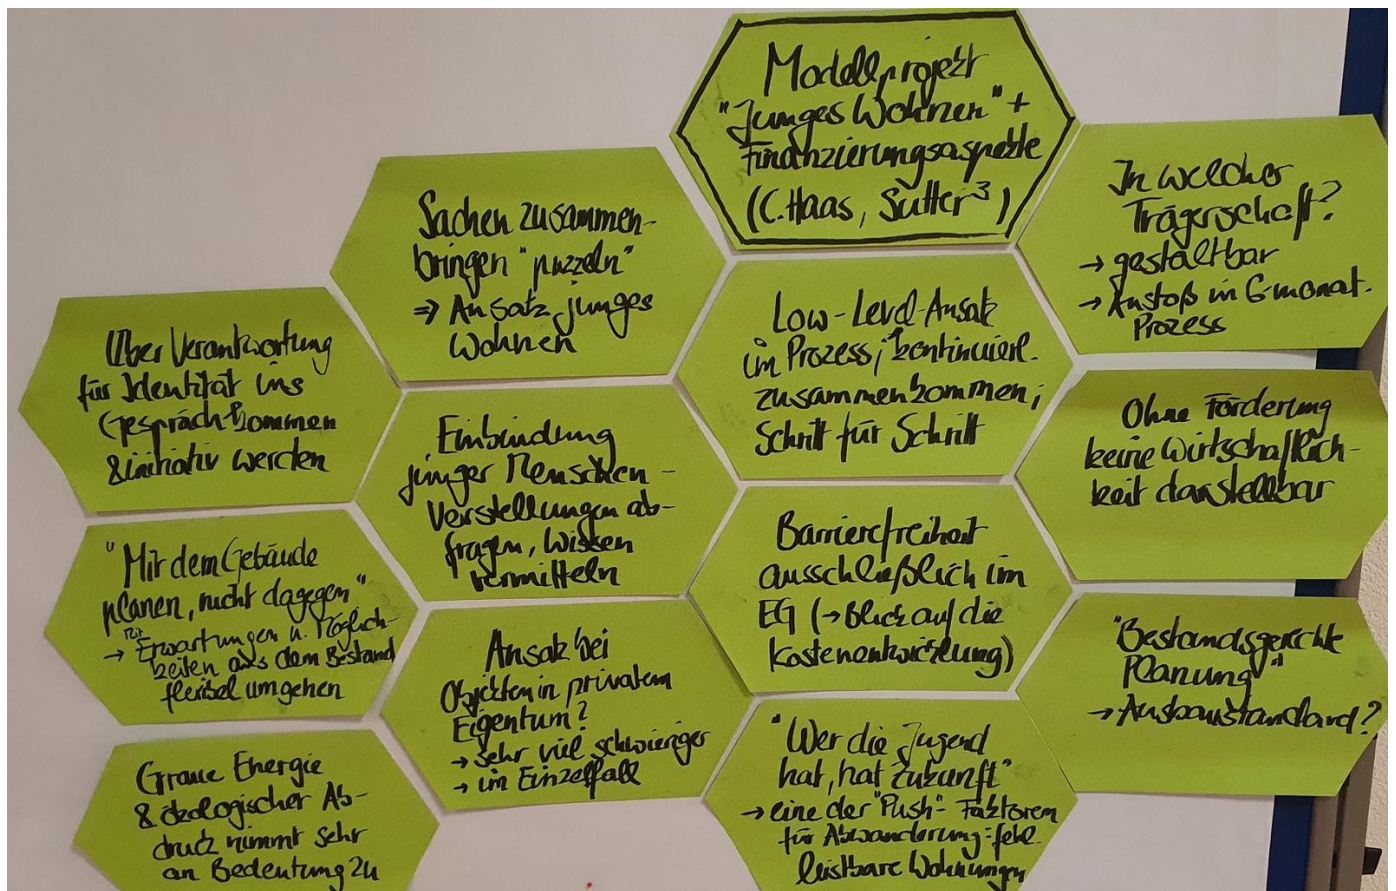 Modellprojekt
"Junges Wohnen" +
Finanzierungsaspekte
(C. Haas, Sutter³)
Sachen zusammen-
bringen "puzzeln"
⇒ Ansatz junges
Wohnen
Über Verantwortung
für Identität ins
Gespräch kommen
& initiativ werden
"Mit dem Gebäude
planen, nicht dagegen"
→ Mit Erwartungen u. Möglich-
keiten aus dem Bestand
flexibel umgehen
Graue Energie
& ökologischer Ab-
druck nimmt sehr
an Bedeutung zu
Einbindung
junger Menschen -
Vorstellungen ab-
fragen, Wissen
vermitteln
Ansatz bei
Objekten in privatem
Eigentum?
→ sehr viel schwieriger
→ im Einzelfall
Low-Level-Ansatz
im Prozess; kontinuierl.
zusammenkommen;
Schritt für Schritt
Barrierefreiheit
ausschließlich im
EG (→ Blick auf die
Kostenentwicklung)
"Wer die Jugend
hat, hat Zukunft"
→ eine der "Push"-Faktoren
für Abwanderung: fehl.
leistbare Wohnungen
In welcher
Trägerschaft?
→ gestaltbar
→ Anstoß in 6-monat.
Prozess
Ohne Förderung
keine Wirtschaftlich-
keit darstellbar
"Bestandsgerechte
Planung"
→ Ausbaustandard?